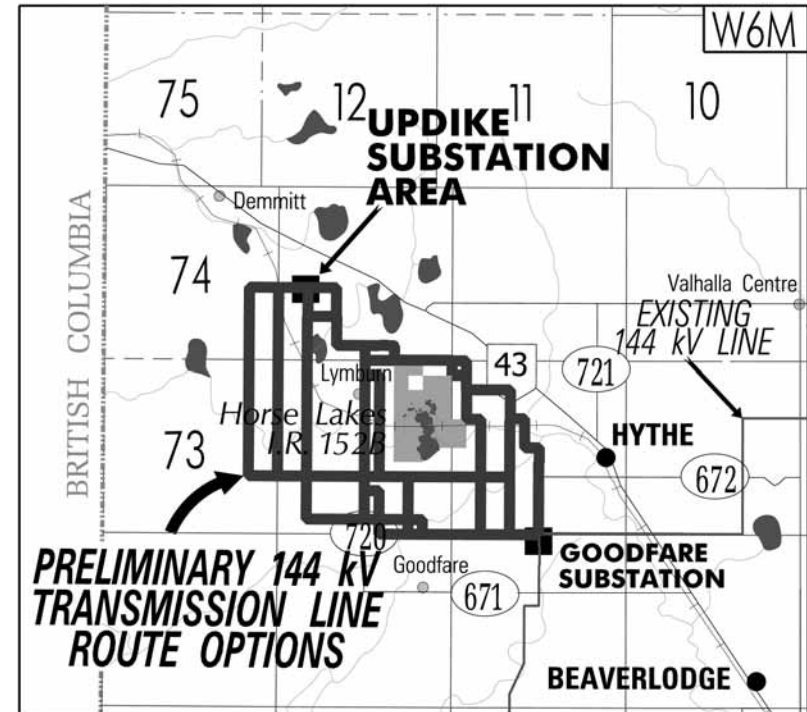 W6M
75
12
11
10
UPDIKE
SUBSTATION
AREA
Demmitt
BRITISH COLUMBIA
74
Valhalla Centre
EXISTING
144 kV LINE
43
721
Lymburn
Horse Lakes
I.R. 152B
73
HYTHE
672
720
PRELIMINARY 144 kV
TRANSMISSION LINE
ROUTE OPTIONS
Goodfare
671
GOODFARE
SUBSTATION
BEAVERLODGE